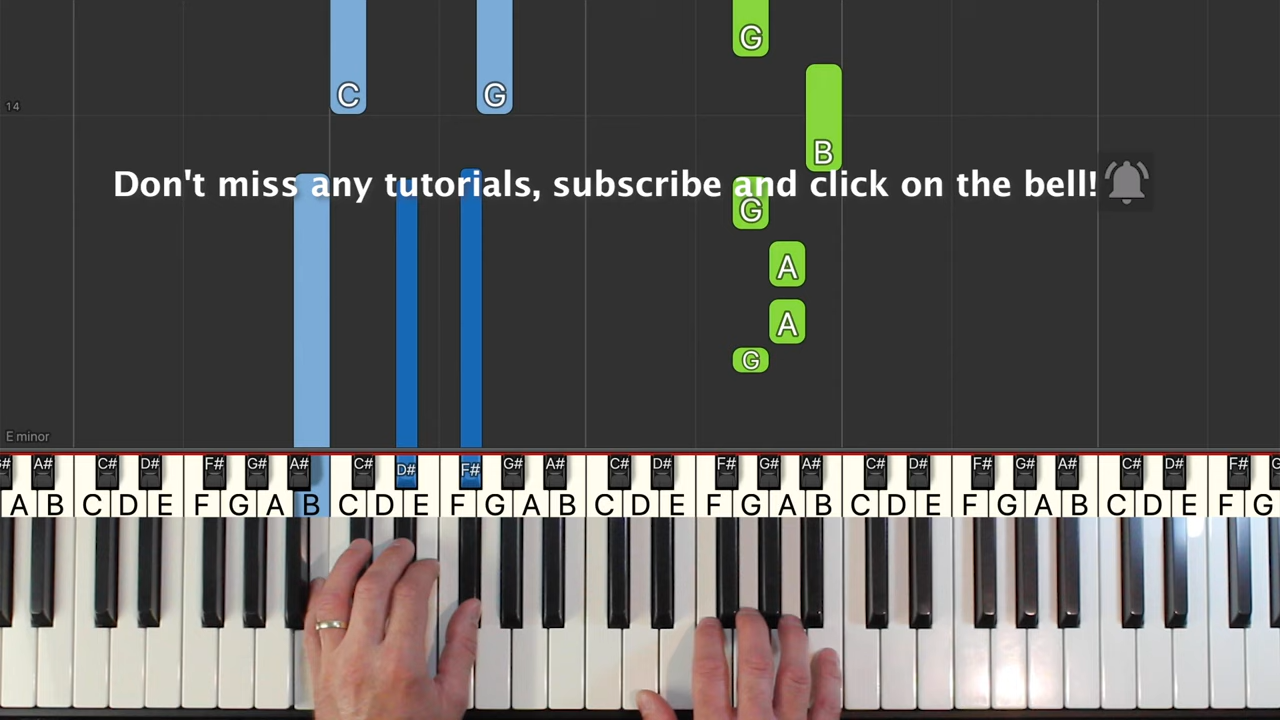 G
C G
14
B
Don't miss any tutorials, subscribe and click on the bell!
G
A
A
G
E minor
G# A# C# D# F# G# A# C# D# F# G# A# C# D# F# G# A# C# D# F# G# A# C# D# F# G
A B C D E F G A B C D E F G A B C D E F G A B C D E F G A B C D E F G